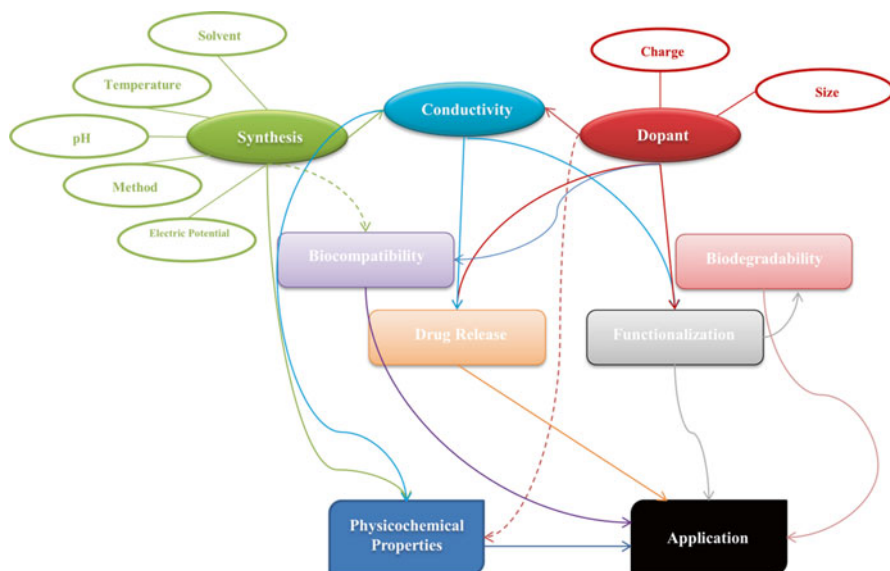 Solvent
Charge
Temperature
Size
Conductivity
Synthesis
Dopant
pH
Method
Electric Potential
Biocompatibility
Biodegradability
Drug Release
Functionalization
Physicochemical
Properties
Application